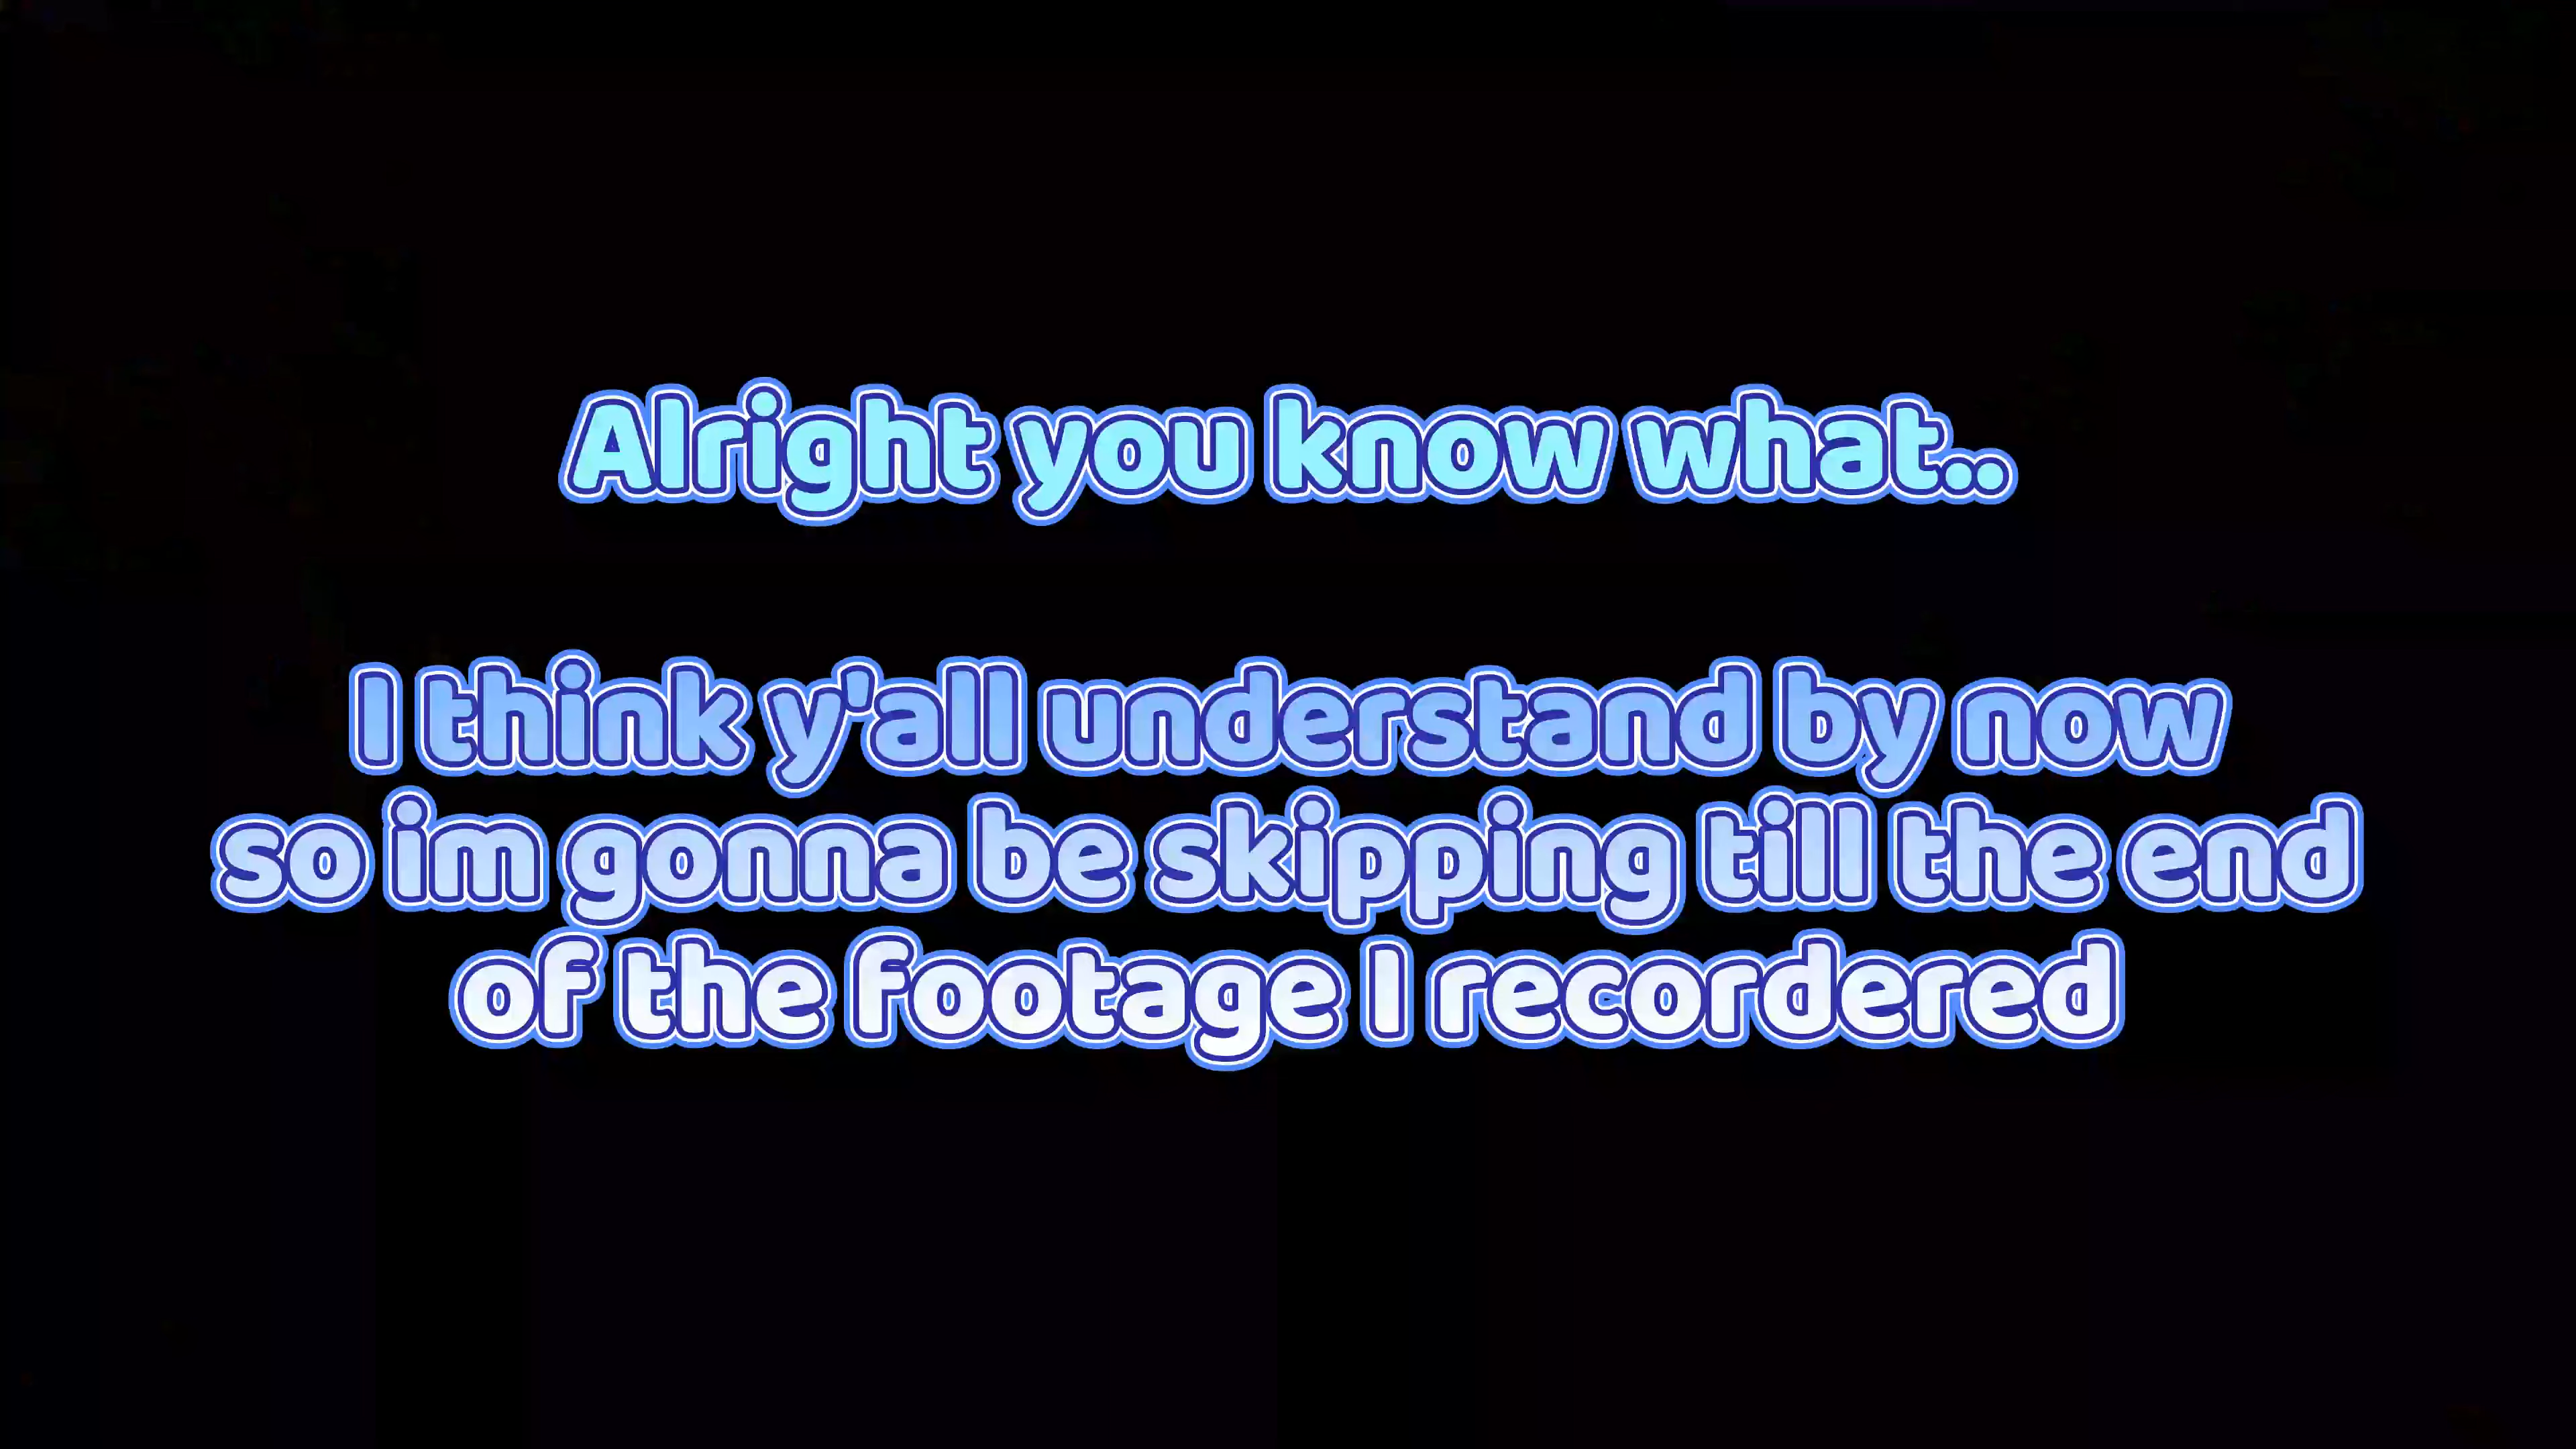 Alright you know what..
I think y'all understand by now
so im gonna be skipping till the end
of the footage I recordered